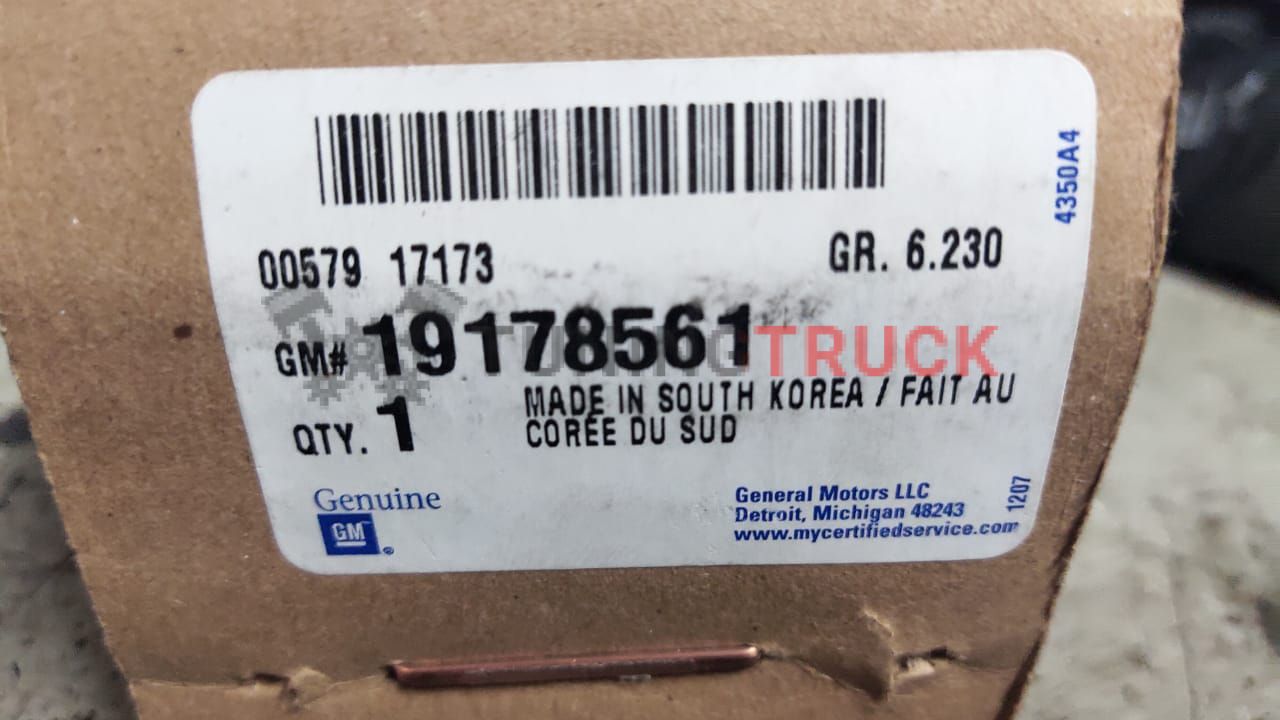 4350A4
00579 17173
GR. 6.230
GM# 19178561
TRUCK
QTY. 1
MADE IN SOUTH KOREA / FAIT AU
CORÉE DU SUD
Genuine
GM
General Motors LLC
Detroit, Michigan 48243
www.mycertifiedservice.com
1207